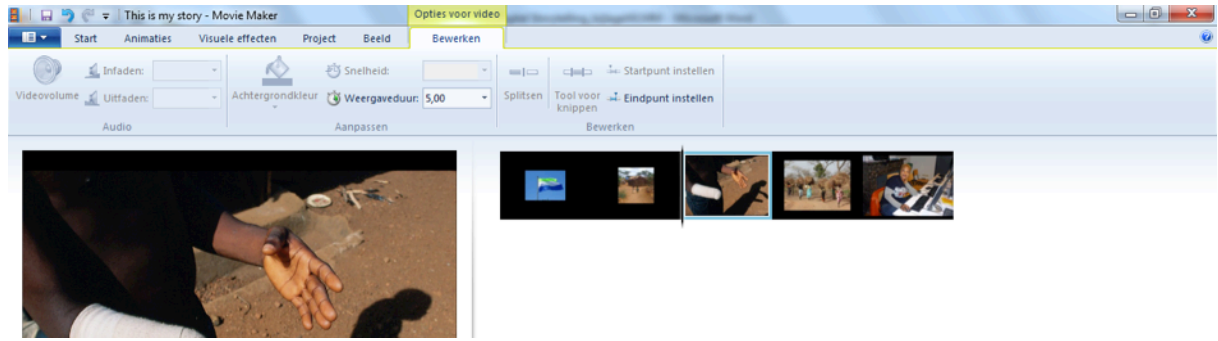 This is my story - Movie Maker
Opties voor video
Start Animaties Visuele effecten Project Beeld Bewerken
Videovolume
Infaden:
Uitfaden:
Audio
Achtergrondkleur
Snelheid:
Weergaveduur: 5,00
Aanpassen
Splitsen
Tool voor
knippen
Startpunt instellen
Eindpunt instellen
Bewerken